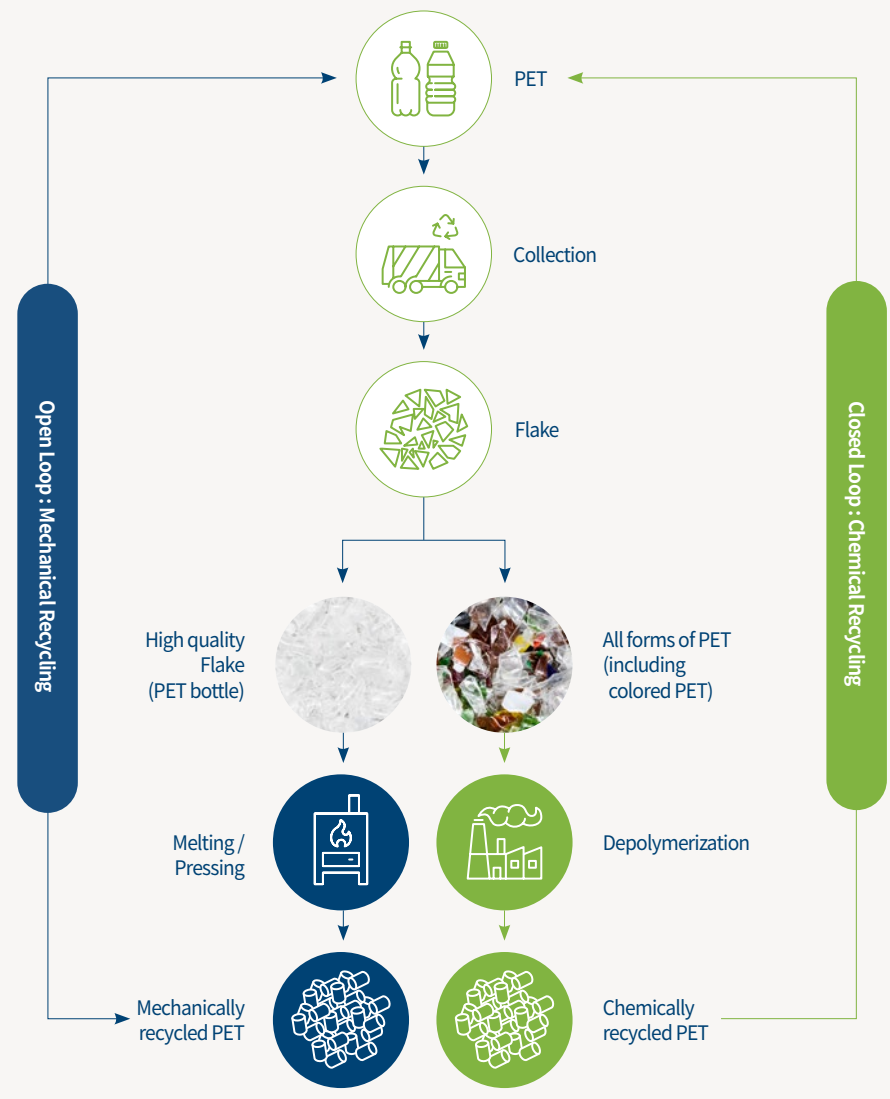 PET
Collection
Flake
Open Loop : Mechanical Recycling
Closed Loop : Chemical Recycling
High quality
Flake
(PET bottle)
All forms of PET
(including
colored PET)
Melting /
Pressing
Depolymerization
Mechanically
recycled PET
Chemically
recycled PET